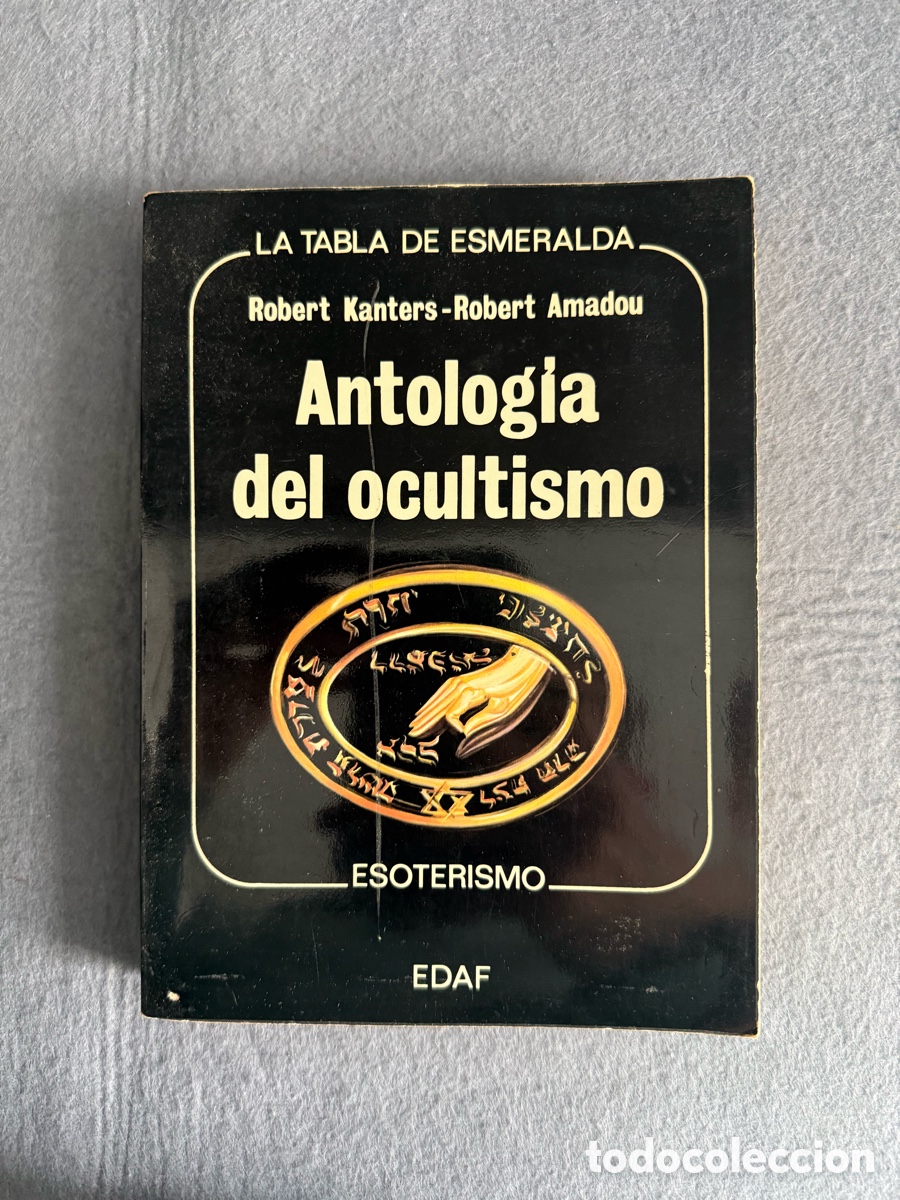 LA TABLA DE ESMERALDA
Robert Kanters-Robert Amadou
Antología
del ocultismo
ESOTERISMO
EDAF
todocoleccion